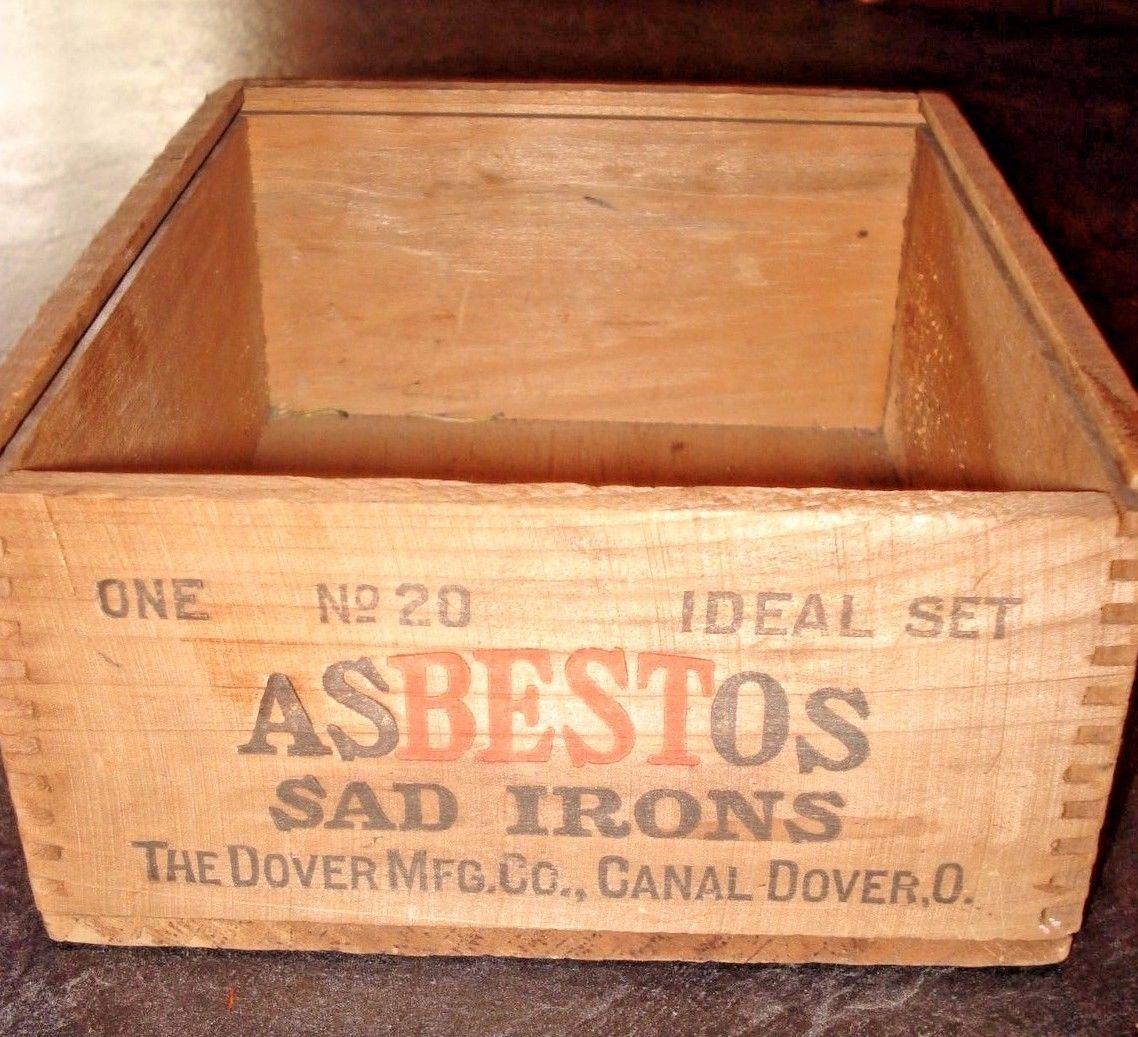 ONE No 20 IDEAL SET
ASBESTOS
SAD IRONS
THE DOVER MFG. CO., CANAL DOVER, O.